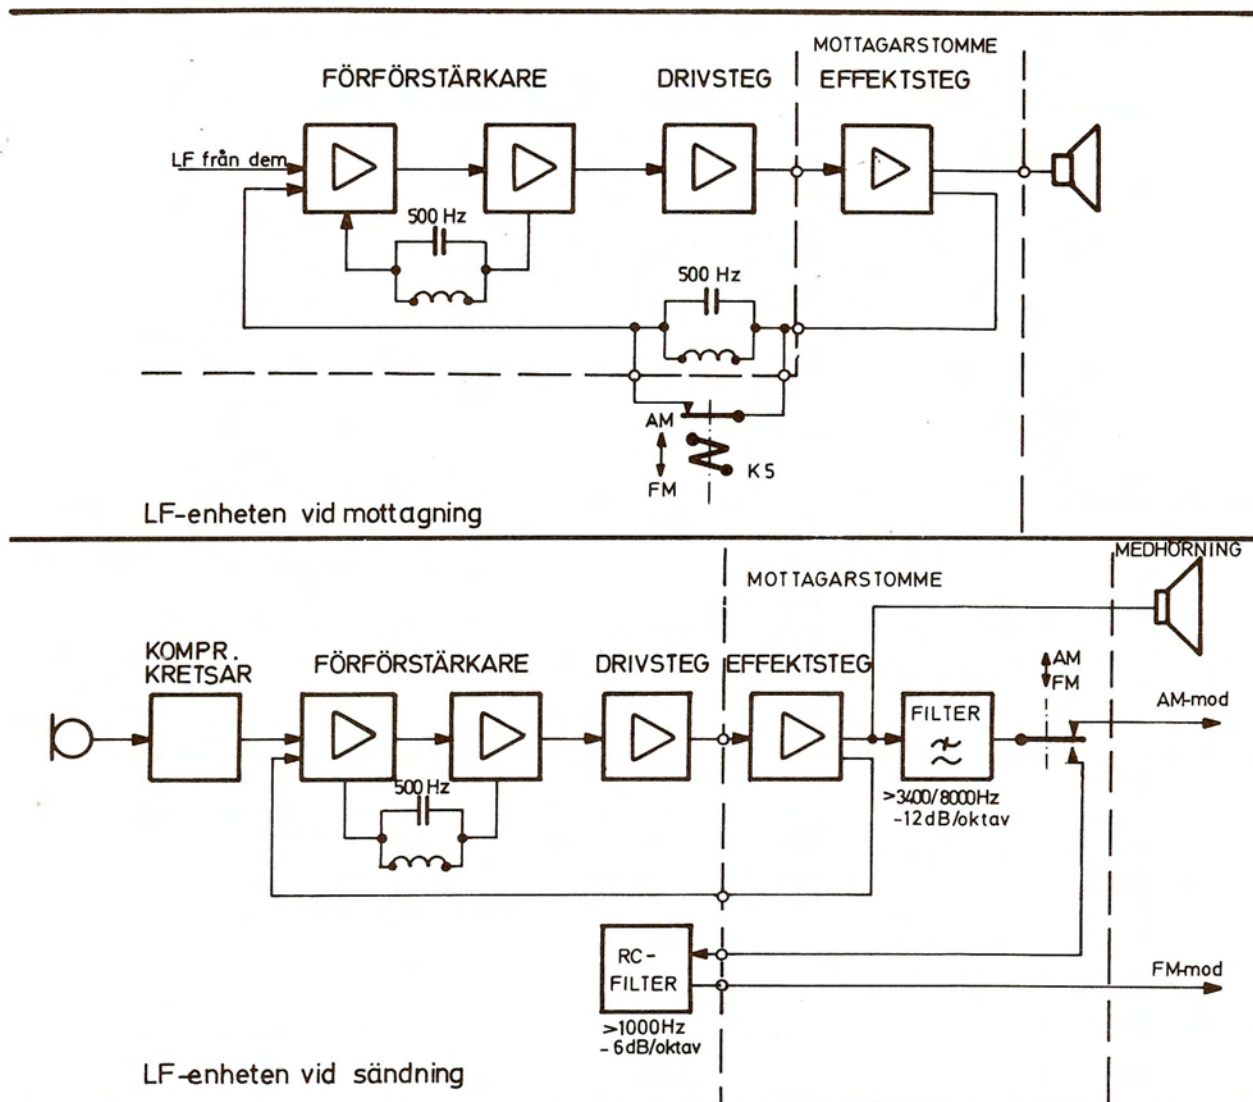 MOTTAGARSTOMME
FÖRFÖRSTÄRKARE DRIVSTEG EFFEKTSTEG
LF från dem
500 Hz
500 Hz
AM
FM
K5
LF-enheten vid mottagning
MEDHÖRNING
MOTTAGARSTOMME
KOMPR.
KRETSAR
FÖRFÖRSTÄRKARE DRIVSTEG EFFEKTSTEG
AM
FM
FILTER
AM-mod
500 Hz
>3400/8000Hz
-12dB/oktav
RC-
FILTER
FM-mod
>1000Hz
-6dB/oktav
LF-enheten vid sändning